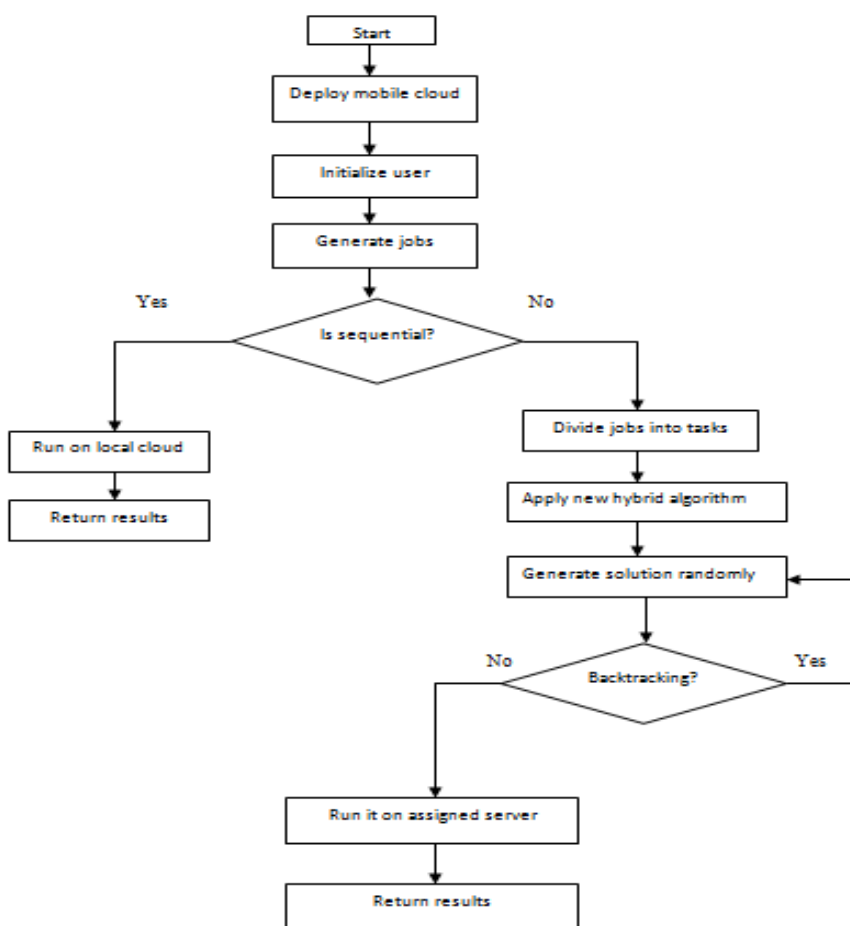 Start
Deploy mobile cloud
Initialize user
Generate jobs
Yes
No
Is sequential?
Run on local cloud
Divide jobs into tasks
Return results
Apply new hybrid algorithm
Generate solution randomly
No
Yes
Backtracking?
Run it on assigned server
Return results